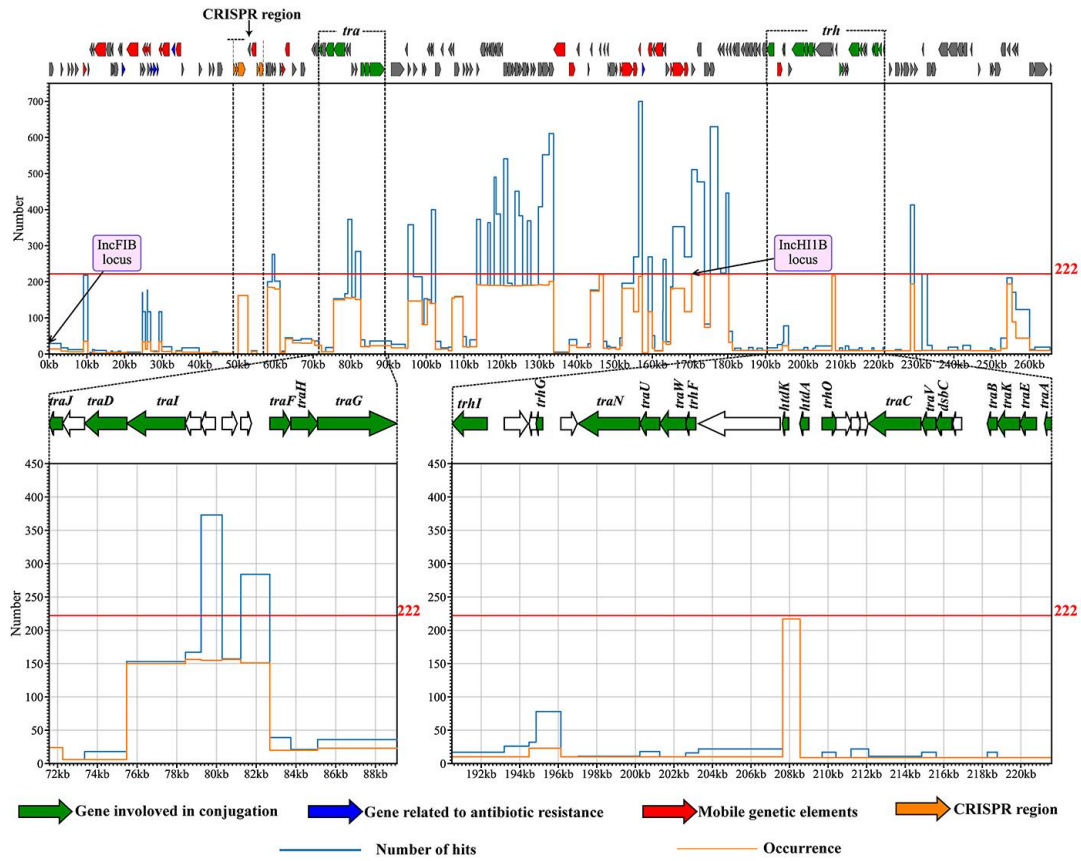 CRISPR region
tra
trh
Number
700
600
500
400
300
200
100
0
IncFIB
locus
IncHI1B
locus
222
0kb 10kb 20kb 30kb 40kb 50kb 60kb 70kb 80kb 90kb 100kb 110kb 120kb 130kb 140kb 150kb 160kb 170kb 180kb 190kb 200kb 210kb 220kb 230kb 240kb 250kb 260kb
traJ traD traI traF traH traG
trhI trhG traN traU traW trhF htdK htdA trhO traC traV dsbC traB traK traE traA
Number
450
400
350
300
250
200
150
100
50
0
222
72kb 74kb 76kb 78kb 80kb 82kb 84kb 86kb 88kb
450
400
350
300
250
200
150
100
50
0
222
192kb 194kb 196kb 198kb 200kb 202kb 204kb 206kb 208kb 210kb 212kb 214kb 216kb 218kb 220kb
Gene involoved in conjugation
Gene related to antibiotic resistance
Mobile genetic elements
CRISPR region
Number of hits
Occurrence